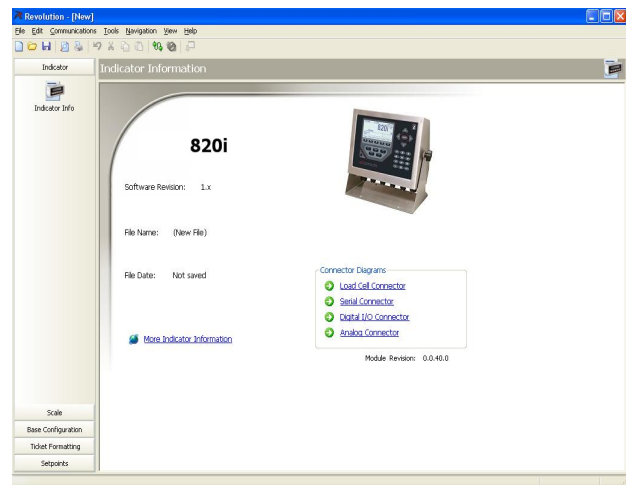 Revolution - [New]
File Edit Communications Tools Navigation View Help
Indicator
Indicator Information
Indicator Info
820i
820i
Software Revision: 1.x
File Name: (New File)
File Date: Not saved
Connector Diagrams
Load Cell Connector
Serial Connector
Digital I/O Connector
Analog Connector
More Indicator Information
Module Revision: 0.0.40.0
Scale
Base Configuration
Ticket Formatting
Setpoints